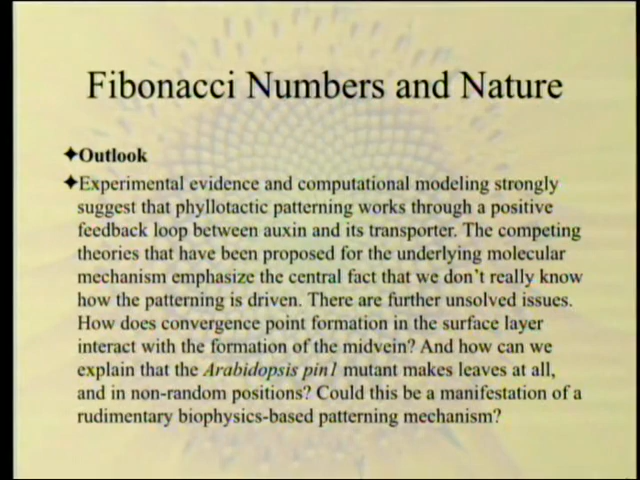 Fibonacci Numbers and Nature
✦Outlook
✦Experimental evidence and computational modeling strongly
suggest that phyllotactic patterning works through a positive
feedback loop between auxin and its transporter. The competing
theories that have been proposed for the underlying molecular
mechanism emphasize the central fact that we don't really know
how the patterning is driven. There are further unsolved issues.
How does convergence point formation in the surface layer
interact with the formation of the midvein? And how can we
explain that the Arabidopsis pin1 mutant makes leaves at all,
and in non-random positions? Could this be a manifestation of a
rudimentary biophysics-based patterning mechanism?